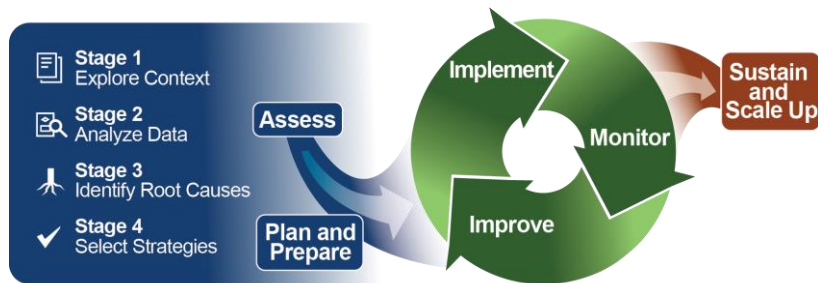 Stage 1
Explore Context
Stage 2
Analyze Data
Stage 3
Identify Root Causes
Stage 4
Select Strategies
Assess
Plan and
Prepare
Implement
Monitor
Improve
Sustain
and
Scale Up